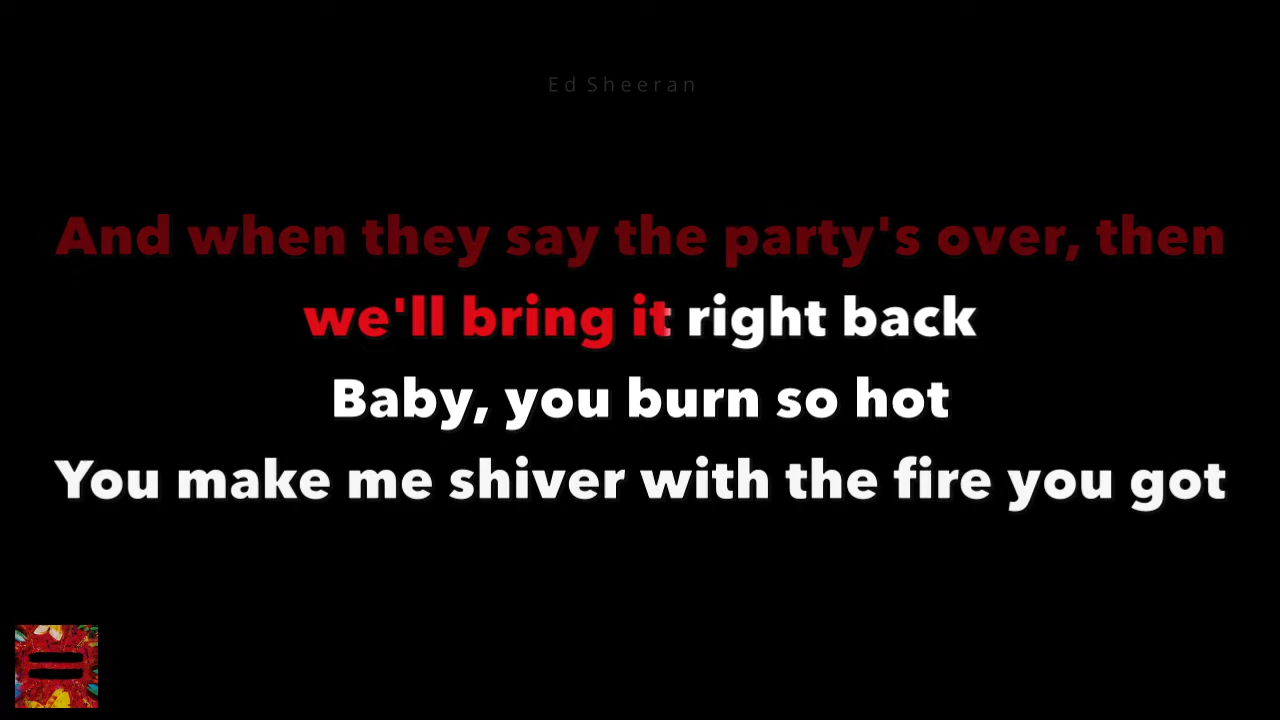 Ed Sheeran
And when they say the party's over, then
we'll bring it right back
Baby, you burn so hot
You make me shiver with the fire you got